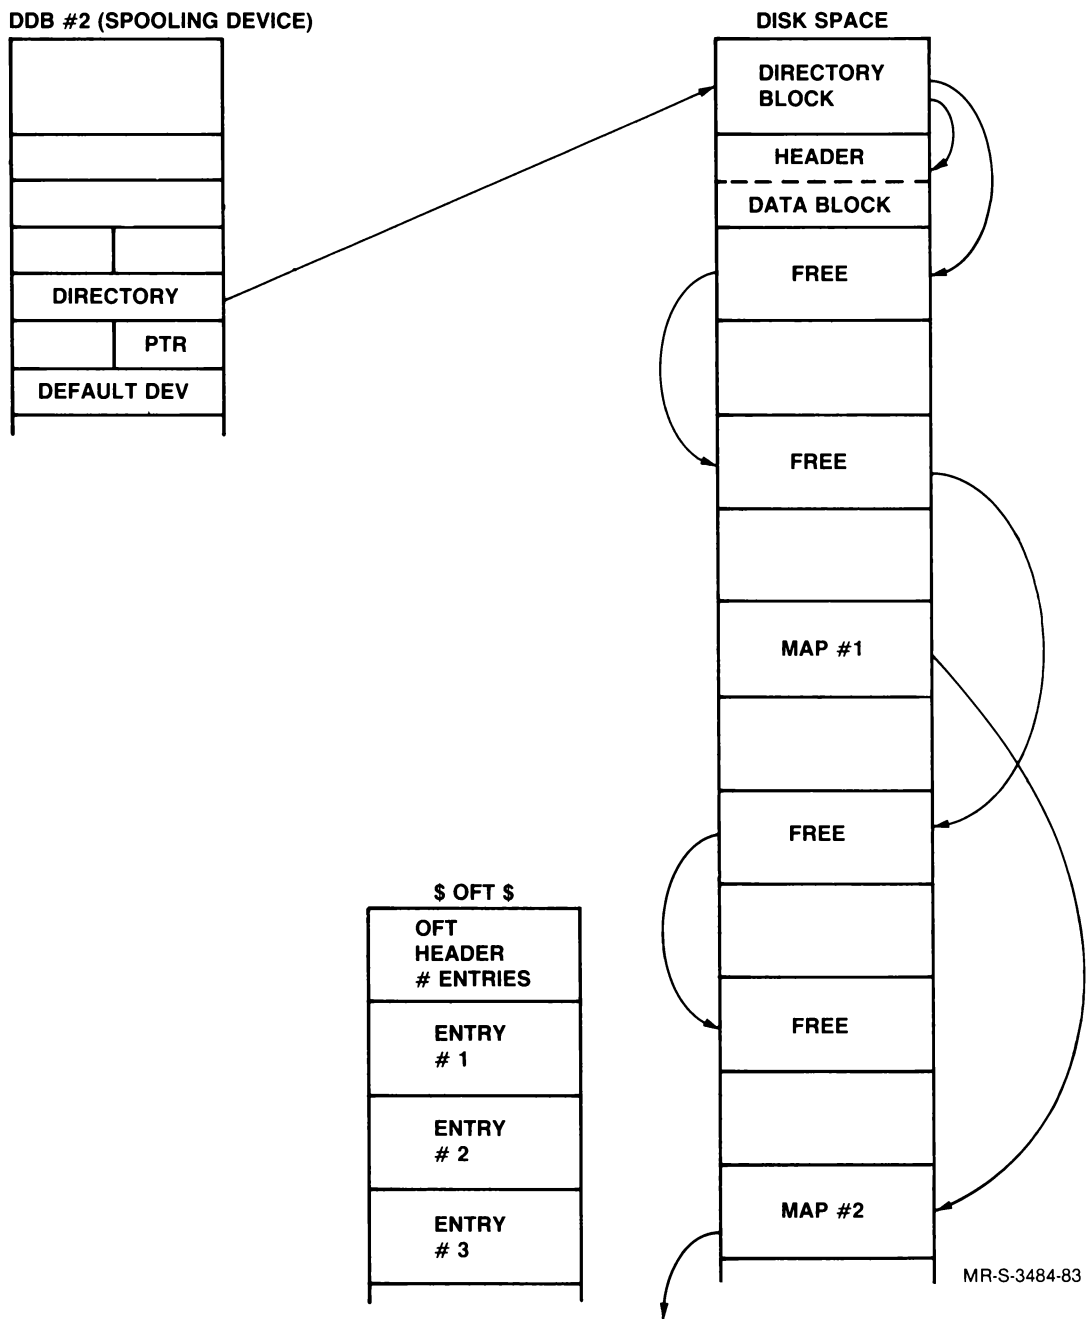 DDB #2 (SPOOLING DEVICE)
DIRECTORY
PTR
DEFAULT DEV
DISK SPACE
DIRECTORY
BLOCK
HEADER
DATA BLOCK
FREE
FREE
MAP #1
FREE
FREE
MAP #2
$ OFT $
OFT
HEADER
# ENTRIES
ENTRY
# 1
ENTRY
# 2
ENTRY
# 3
MR-S-3484-83